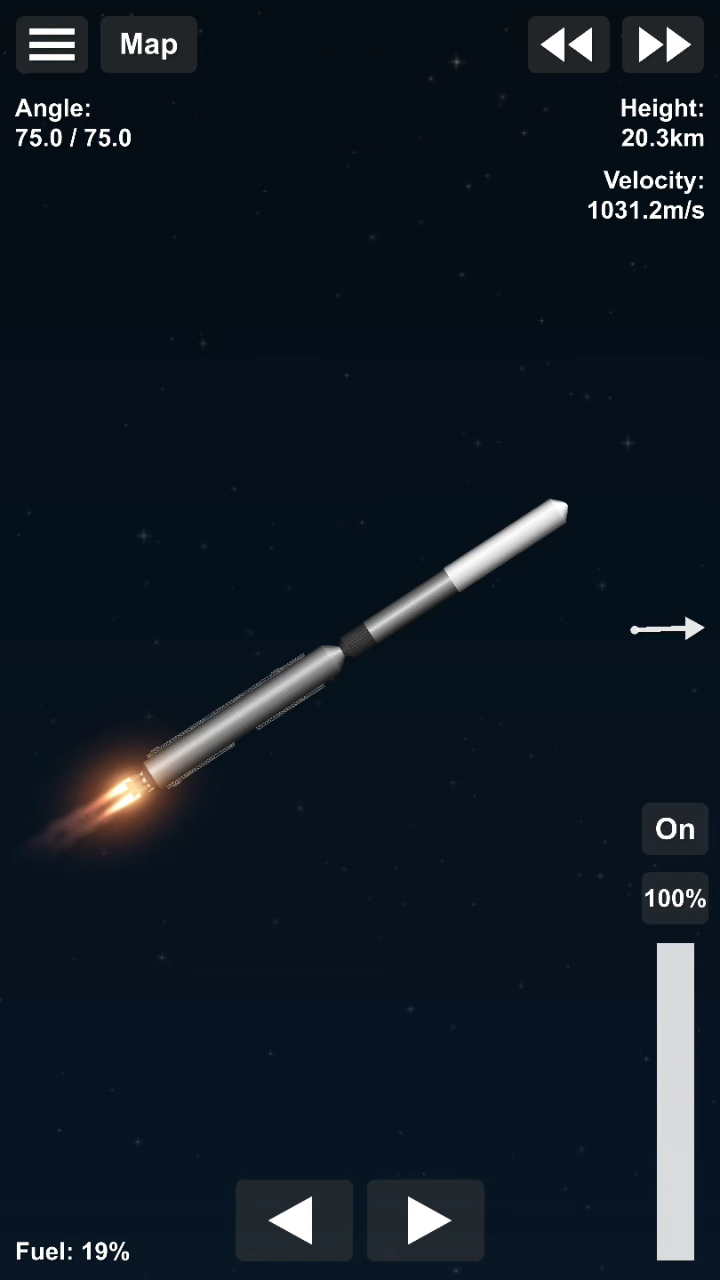 Map
Angle:
75.0 / 75.0
Height:
20.3km
Velocity:
1031.2m/s
On
100%
Fuel: 19%